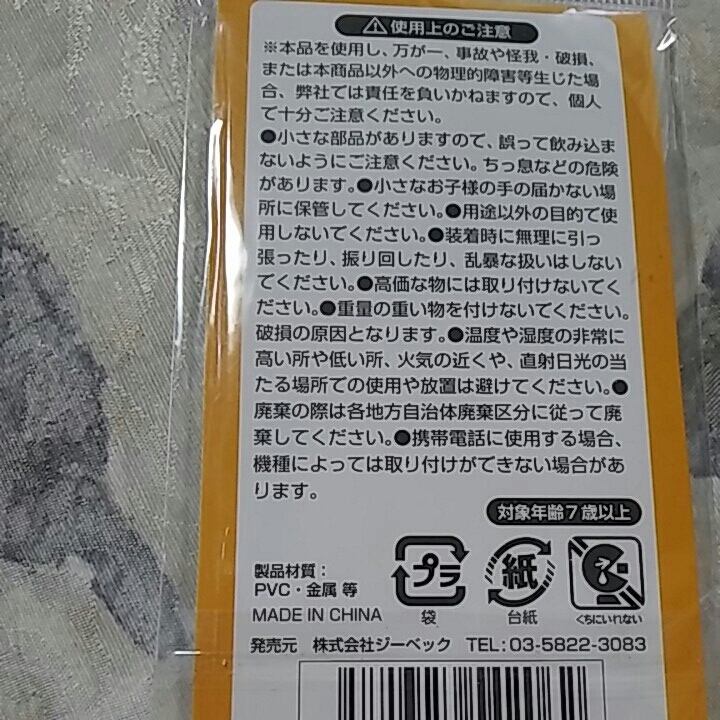 ⚠使用上のご注意
※本品を使用し、万が一、事故や怪我・破損、
または本商品以外への物理的障害等生じた場
合、弊社では責任を負いかねますので、個人
で十分ご注意ください。
●小さな部品がありますので、誤って飲み込ま
ないようにご注意ください。ちっ息などの危険
があります。●小さなお子様の手の届かない場
所に保管してください。●用途以外の目的で使
用しないでください。●装着時に無理に引っ
張ったり、振り回したり、乱暴な扱いはしない
でください。●高価な物には取り付けないでく
ださい。●重量の重い物を付けないでください。
破損の原因となります。●温度や湿度の非常に
高い所や低い所、火気の近くや、直射日光の当
たる場所での使用や放置は避けてください。●
廃棄の際は各地方自治体廃棄区分に従って廃
棄してください。●携帯電話に使用する場合、
機種によっては取り付けができない場合があ
ります。
対象年齢7歳以上
製品材質：
PVC・金属 等
MADE IN CHINA
プラ
袋
紙
台紙
くちにいれない
発売元 株式会社ジーベック TEL：03-5822-3083